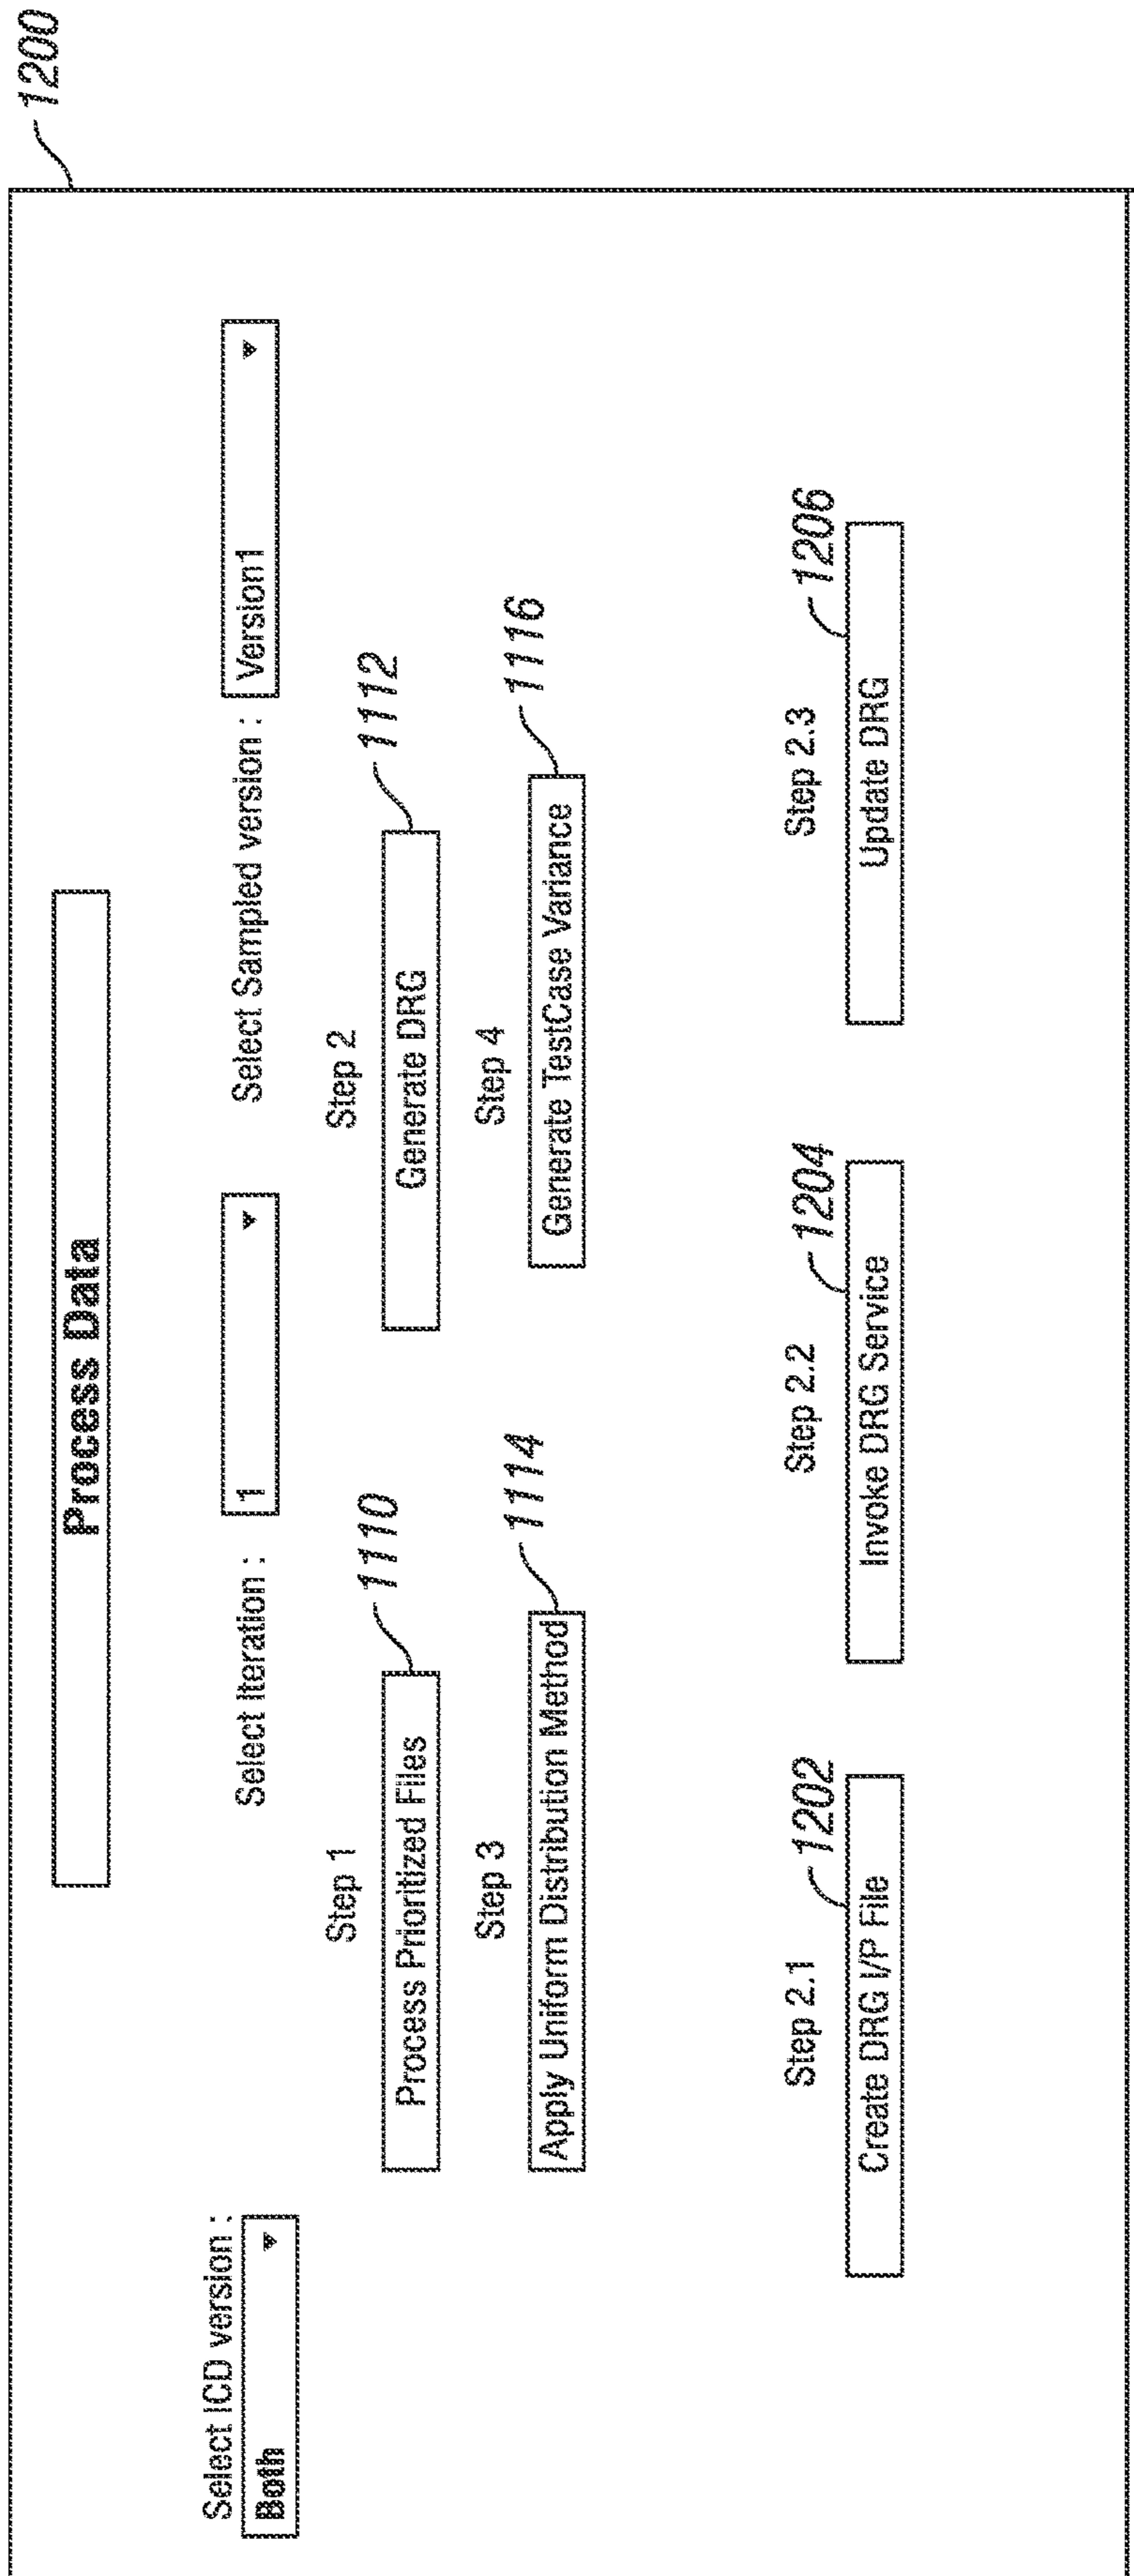 1200
Process Data
Select ICD version :
Both
Select Iteration :
1
Select Sampled version :
Version1
Step 1
1110
Process Prioritized Files
Step 2
1112
Generate DRG
Step 3
1114
Apply Uniform Distribution Method
Step 4
1116
Generate TestCase Variance
Step 2.1
1202
Create DRG I/P File
Step 2.2
1204
Invoke DRG Service
Step 2.3
1206
Update DRG